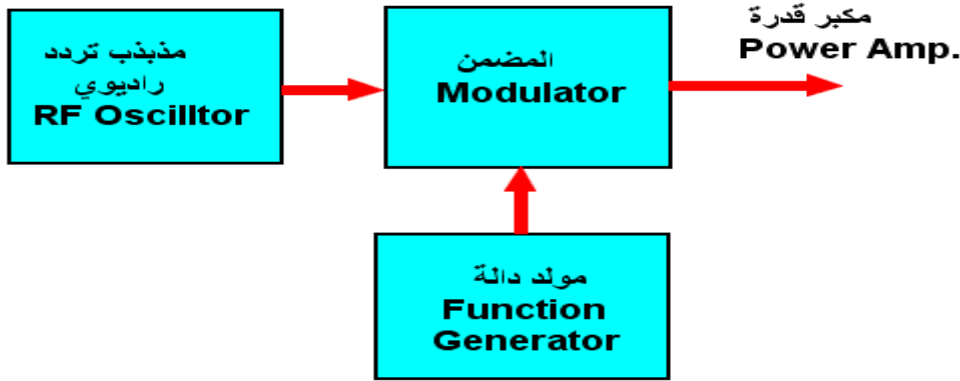 مذبذب تردد
راديوي
RF Oscilltor
المضمن
Modulator
مكبر قدرة
Power Amp.
مولد دالة
Function
Generator